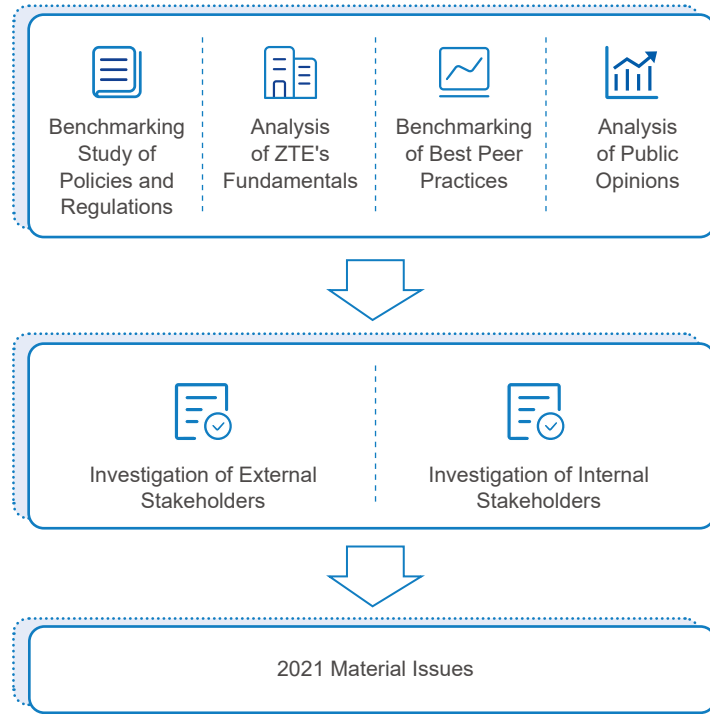 Benchmarking
Study of
Policies and
Regulations
Analysis
of ZTE's
Fundamentals
Benchmarking
of Best Peer
Practices
Analysis
of Public
Opinions
Investigation of External
Stakeholders
Investigation of Internal
Stakeholders
2021 Material Issues